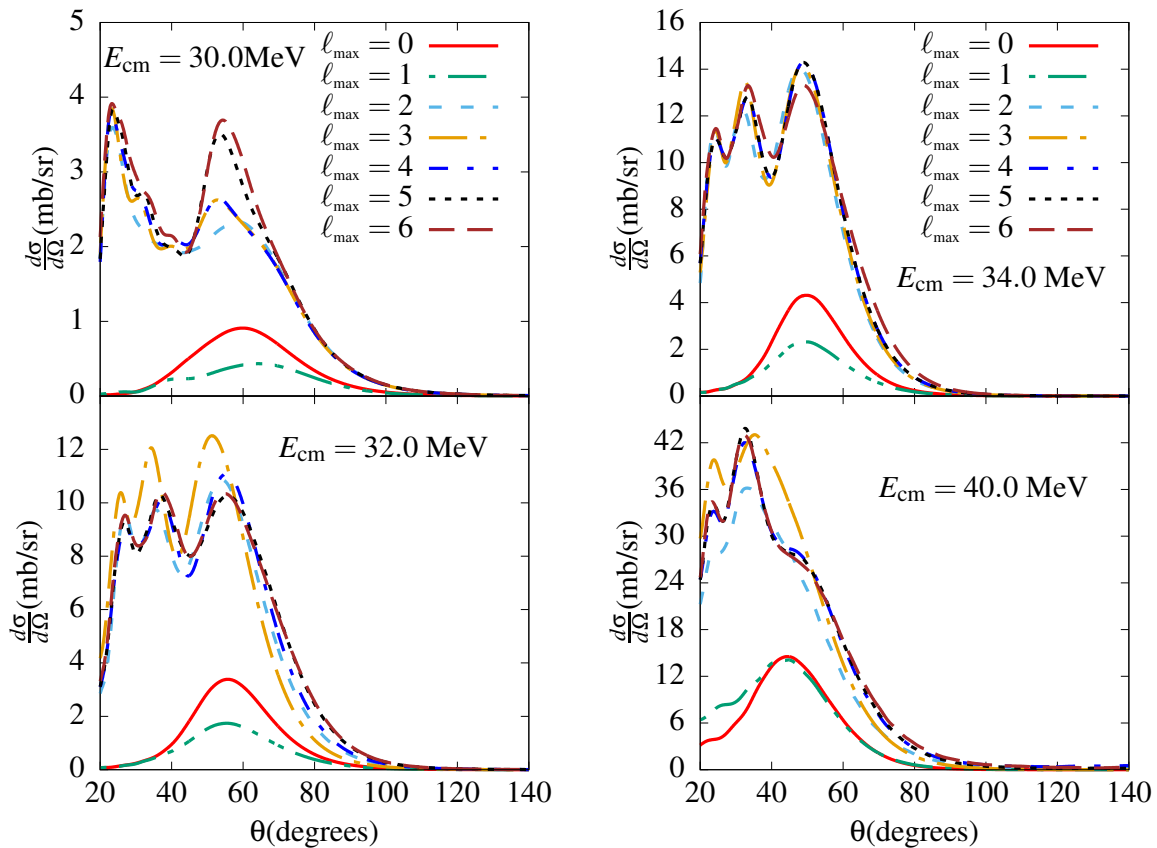 5
4
3
2
1
0
dσ/dΩ(mb/sr)
E_cm = 30.0MeV
ℓ_max = 0
ℓ_max = 1
ℓ_max = 2
ℓ_max = 3
ℓ_max = 4
ℓ_max = 5
ℓ_max = 6
16
14
12
10
8
6
4
2
0
dσ/dΩ(mb/sr)
ℓ_max = 0
ℓ_max = 1
ℓ_max = 2
ℓ_max = 3
ℓ_max = 4
ℓ_max = 5
ℓ_max = 6
E_cm = 34.0 MeV
12
10
8
6
4
2
0
dσ/dΩ(mb/sr)
E_cm = 32.0 MeV
20 40 60 80 100 120 140
θ(degrees)
42
36
30
24
18
12
6
0
dσ/dΩ(mb/sr)
E_cm = 40.0 MeV
20 40 60 80 100 120 140
θ(degrees)